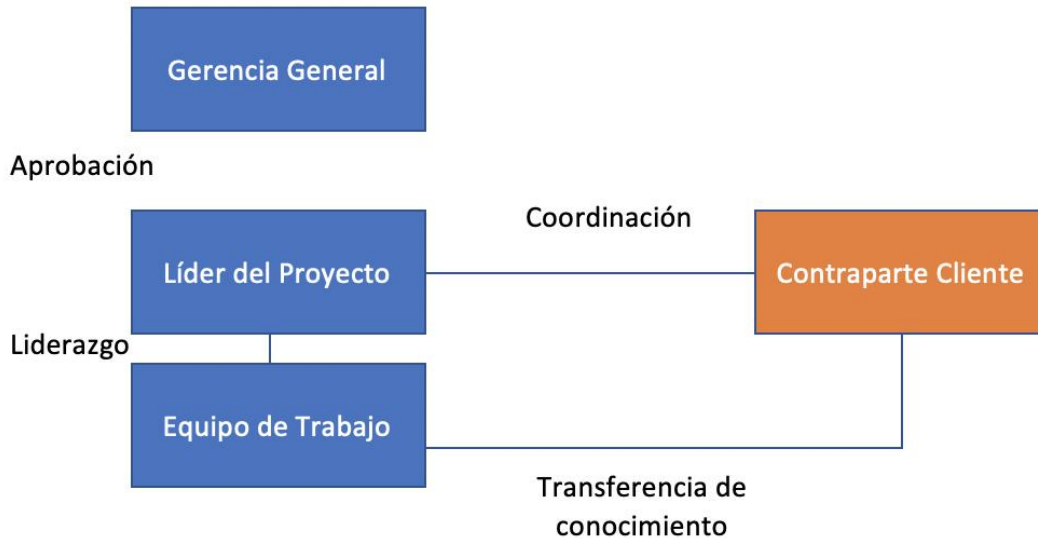 Gerencia General
Aprobación
Coordinación
Líder del Proyecto
Contraparte Cliente
Liderazgo
Equipo de Trabajo
Transferencia de
conocimiento